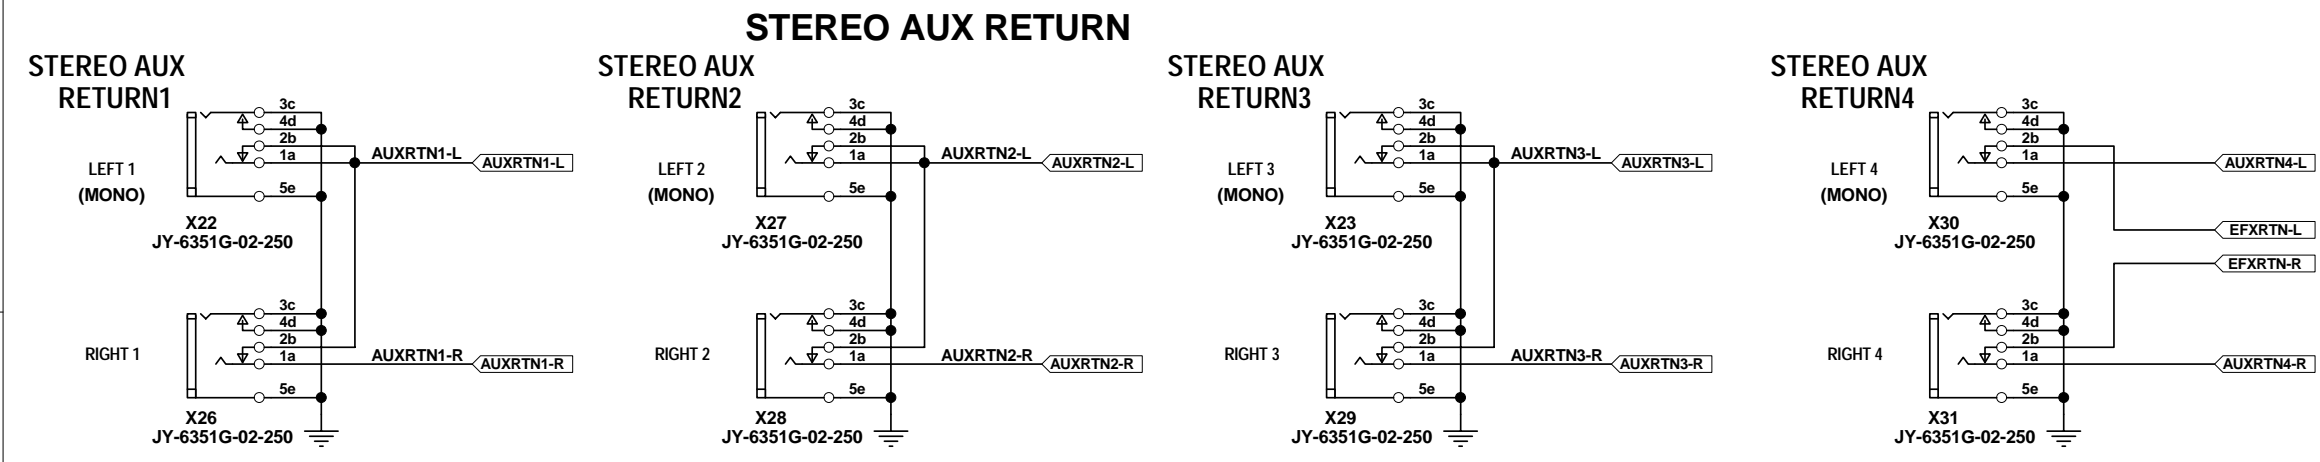 STEREO AUX RETURN
STEREO AUX
RETURN1
3c
4d
2b
1a
AUXRTN1-L
AUXRTN1-L
LEFT 1
(MONO)
5e
X22
JY-6351G-02-250
3c
4d
2b
1a
AUXRTN1-R
AUXRTN1-R
RIGHT 1
5e
X26
JY-6351G-02-250
STEREO AUX
RETURN2
3c
4d
2b
1a
AUXRTN2-L
AUXRTN2-L
LEFT 2
(MONO)
5e
X27
JY-6351G-02-250
3c
4d
2b
1a
AUXRTN2-R
AUXRTN2-R
RIGHT 2
5e
X28
JY-6351G-02-250
STEREO AUX
RETURN3
3c
4d
2b
1a
AUXRTN3-L
AUXRTN3-L
LEFT 3
(MONO)
5e
X23
JY-6351G-02-250
3c
4d
2b
1a
AUXRTN3-R
AUXRTN3-R
RIGHT 3
5e
X29
JY-6351G-02-250
STEREO AUX
RETURN4
3c
4d
2b
1a
AUXRTN4-L
LEFT 4
(MONO)
5e
X30
JY-6351G-02-250
EFXRTN-L
EFXRTN-R
3c
4d
2b
1a
AUXRTN4-R
RIGHT 4
5e
X31
JY-6351G-02-250